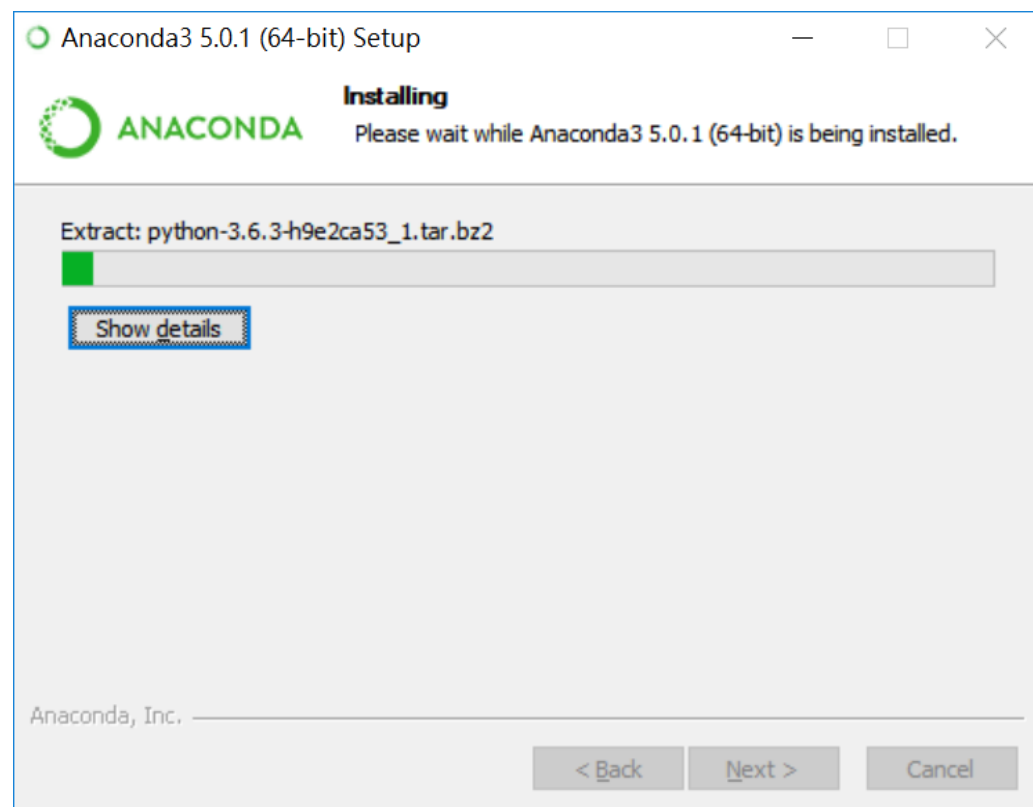 Anaconda3 5.0.1 (64-bit) Setup
ANACONDA
Installing
Please wait while Anaconda3 5.0.1 (64-bit) is being installed.
Extract: python-3.6.3-h9e2ca53_1.tar.bz2
Show details
Anaconda, Inc.
< Back
Next >
Cancel